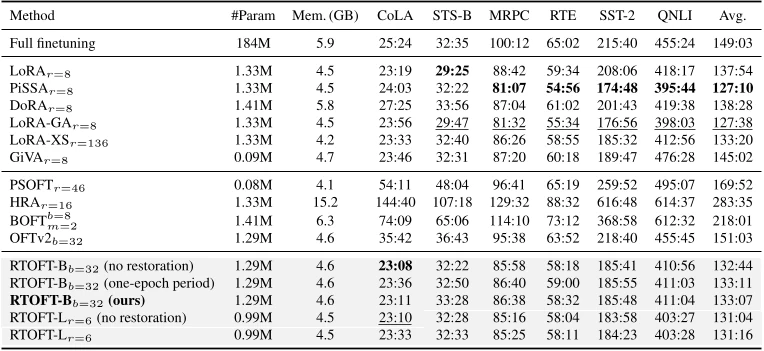 Method #Param Mem. (GB) CoLA STS-B MRPC RTE SST-2 QNLI Avg.
Full finetuning 184M 5.9 25:24 32:35 100:12 65:02 215:40 455:24 149:03
LoRA r=8 1.33M 4.5 23:19 29:25 88:42 59:34 208:06 418:17 137:54
PiSSA r=8 1.33M 4.5 24:03 32:22 81:07 54:56 174:48 395:44 127:10
DoRA r=8 1.41M 5.8 27:25 33:56 87:04 61:02 201:43 419:38 138:28
LoRA-GA r=8 1.33M 4.5 23:56 29:47 81:32 55:34 176:56 398:03 127:38
LoRA-XS r=136 1.33M 4.2 23:33 32:40 86:26 58:55 185:32 412:56 133:20
GiVA r=8 0.09M 4.7 23:46 32:31 87:20 60:18 189:47 476:28 145:02
PSOFT r=46 0.08M 4.1 54:11 48:04 96:41 65:19 259:52 495:07 169:52
HRA r=16 1.33M 15.2 144:40 107:18 129:32 88:32 616:48 614:37 283:35
BOFT b=8 m=2 1.41M 6.3 74:09 65:06 114:10 73:12 368:58 612:32 218:01
OFTv2 b=32 1.29M 4.6 35:42 36:43 95:38 63:52 218:40 455:45 151:03
RTOFT-B b=32 (no restoration) 1.29M 4.6 23:08 32:22 85:58 58:18 185:41 410:56 132:44
RTOFT-B b=32 (one-epoch period) 1.29M 4.6 23:36 32:50 86:40 59:00 185:55 411:03 133:11
RTOFT-B b=32 (ours) 1.29M 4.6 23:11 33:28 86:38 58:32 185:48 411:04 133:07
RTOFT-L r=6 (no restoration) 0.99M 4.5 23:10 32:28 85:16 58:04 183:58 403:27 131:04
RTOFT-L r=6 0.99M 4.5 23:33 32:33 85:25 58:11 184:23 403:28 131:16